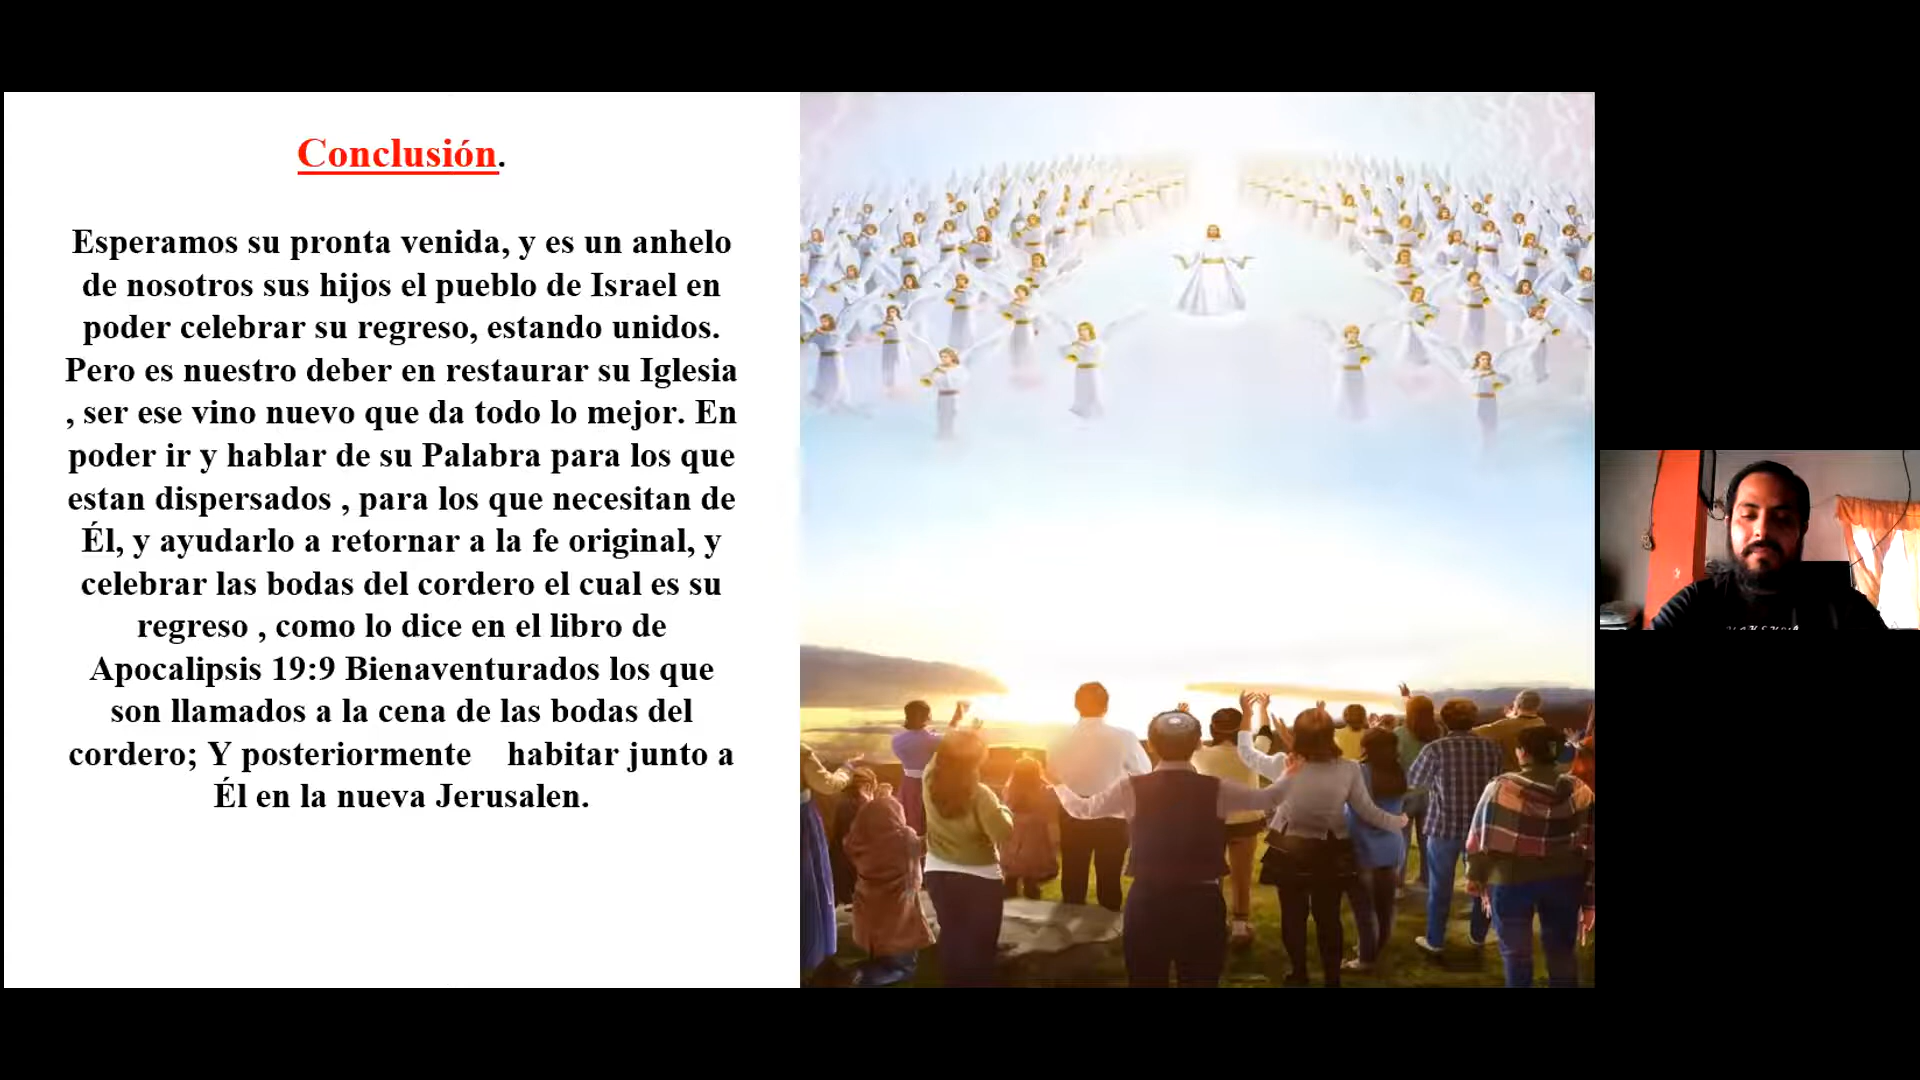 Conclusión.
Esperamos su pronta venida, y es un anhelo
de nosotros sus hijos el pueblo de Israel en
poder celebrar su regreso, estando unidos.
Pero es nuestro deber en restaurar su Iglesia
, ser ese vino nuevo que da todo lo mejor. En
poder ir y hablar de su Palabra para los que
estan dispersados , para los que necesitan de
Él, y ayudarlo a retornar a la fe original, y
celebrar las bodas del cordero el cual es su
regreso , como lo dice en el libro de
Apocalipsis 19:9 Bienaventurados los que
son llamados a la cena de las bodas del
cordero; Y posteriormente habitar junto a
Él en la nueva Jerusalen.